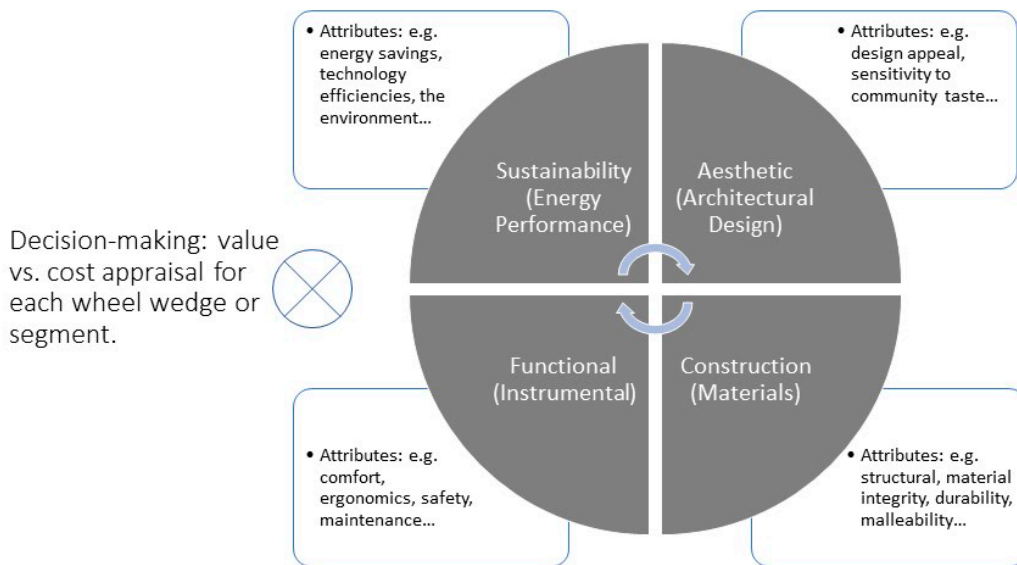 • Attributes: e.g.
energy savings,
technology
efficiencies, the
environment…
• Attributes: e.g.
design appeal,
sensitivity to
community taste…
Sustainability
(Energy
Performance)
Aesthetic
(Architectural
Design)
Decision-making: value
vs. cost appraisal for
each wheel wedge or
segment.
Functional
(Instrumental)
Construction
(Materials)
• Attributes: e.g.
comfort,
ergonomics, safety,
maintenance…
• Attributes: e.g.
structural, material
integrity, durability,
malleability…